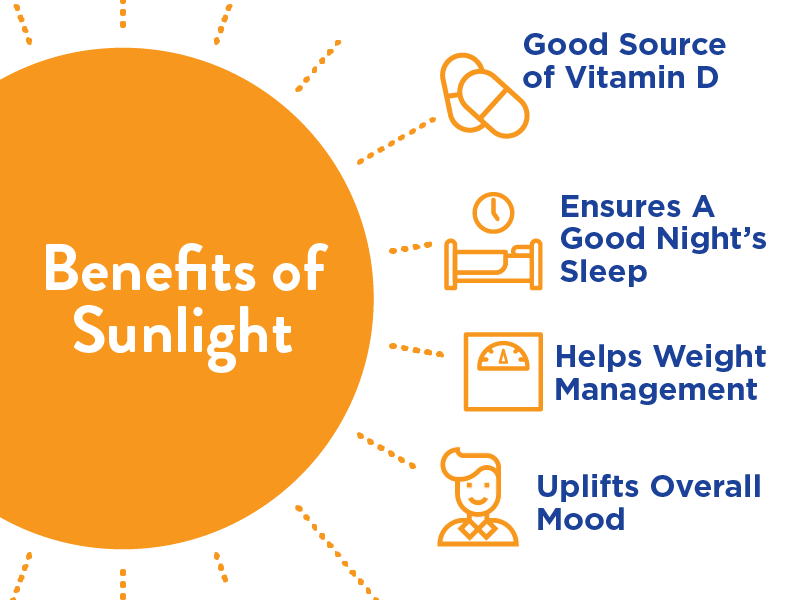 Benefits of
Sunlight
Good Source
of Vitamin D
Ensures A
Good Night’s
Sleep
Helps Weight
Management
Uplifts Overall
Mood